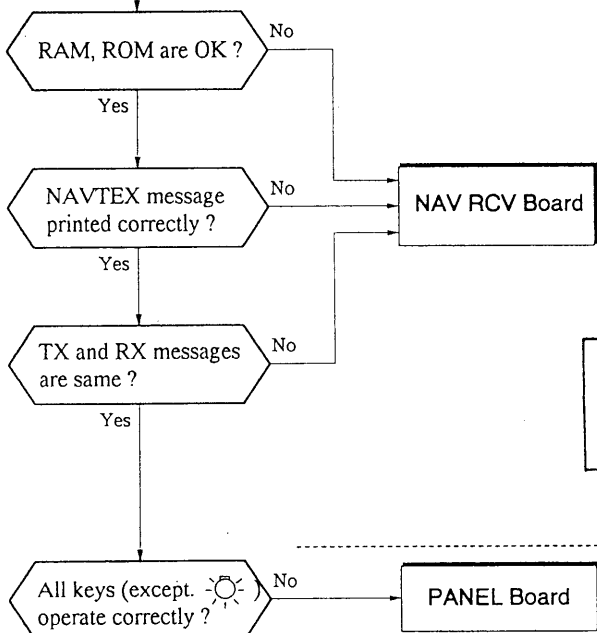 RAM, ROM are OK ?
No
Yes
NAVTEX message
printed correctly ?
No
NAV RCV Board
Yes
TX and RX messages
are same ?
No
Yes
All keys (except. )
operate correctly ?
No
PANEL Board